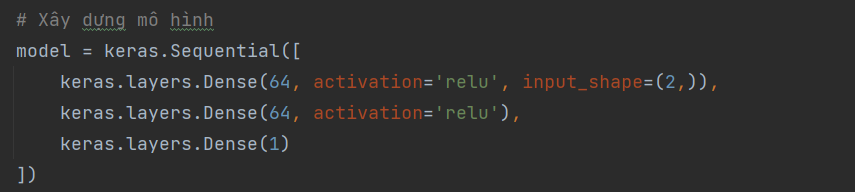 # Xây dựng mô hình
model = keras.Sequential([
    keras.layers.Dense(64, activation='relu', input_shape=(2,)),
    keras.layers.Dense(64, activation='relu'),
    keras.layers.Dense(1)
])